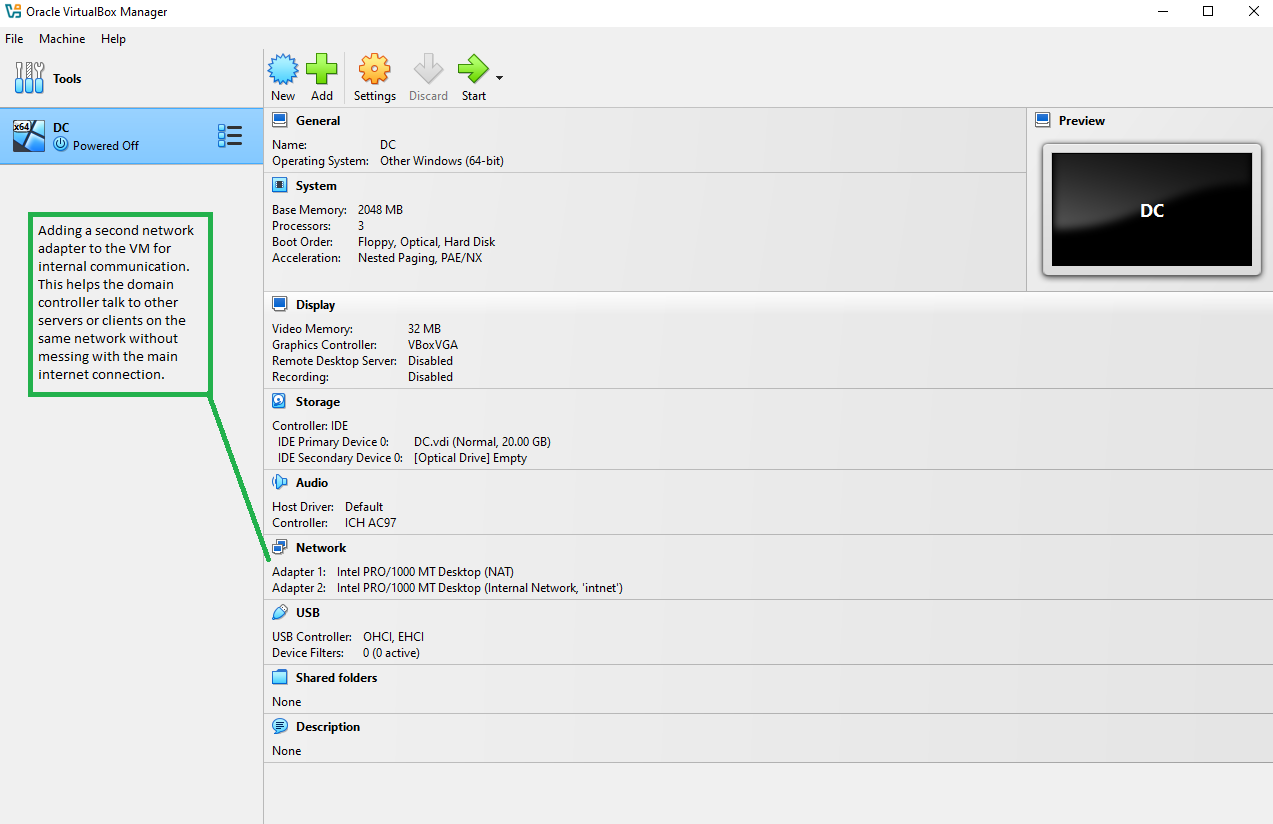 Oracle VirtualBox Manager
File Machine Help
Tools
New Add Settings Discard Start
x64
DC
Powered Off
Adding a second network
adapter to the VM for
internal communication.
This helps the domain
controller talk to other
servers or clients on the
same network without
messing with the main
internet connection.
General
Name: DC
Operating System: Other Windows (64-bit)
Preview
DC
System
Base Memory: 2048 MB
Processors: 3
Boot Order: Floppy, Optical, Hard Disk
Acceleration: Nested Paging, PAE/NX
Display
Video Memory: 32 MB
Graphics Controller: VBoxVGA
Remote Desktop Server: Disabled
Recording: Disabled
Storage
Controller: IDE
IDE Primary Device 0: DC.vdi (Normal, 20.00 GB)
IDE Secondary Device 0: [Optical Drive] Empty
Audio
Host Driver: Default
Controller: ICH AC97
Network
Adapter 1: Intel PRO/1000 MT Desktop (NAT)
Adapter 2: Intel PRO/1000 MT Desktop (Internal Network, 'intnet')
USB
USB Controller: OHCI, EHCI
Device Filters: 0 (0 active)
Shared folders
None
Description
None